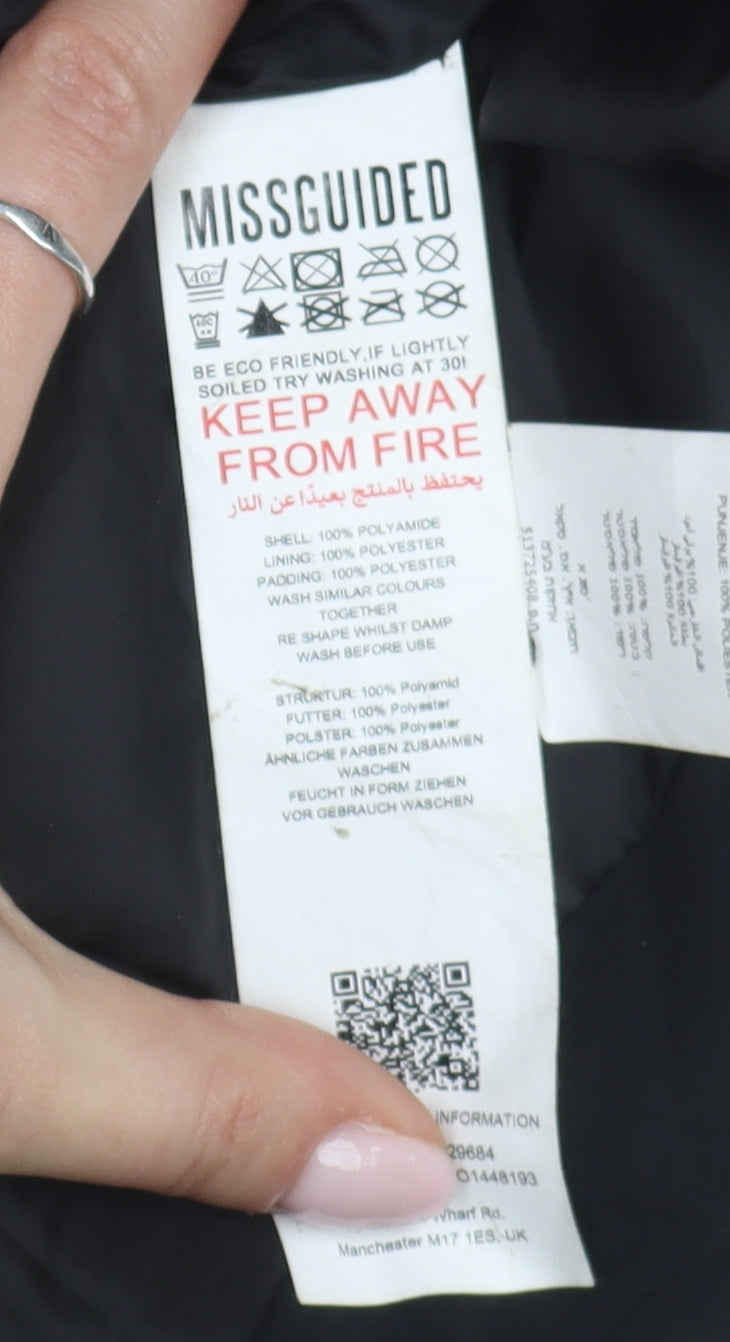 MISSGUIDED
40°
40C
BE ECO FRIENDLY,IF LIGHTLY
SOILED TRY WASHING AT 30!
KEEP AWAY
FROM FIRE
يحتفظ بالمنتج بعيدًا عن النار
SHELL: 100% POLYAMIDE
LINING: 100% POLYESTER
PADDING: 100% POLYESTER
WASH SIMILAR COLOURS
TOGETHER
RE SHAPE WHILST DAMP
WASH BEFORE USE
STRUKTUR: 100% Polyamid
FUTTER: 100% Polyester
POLSTER: 100% Polyester
ÄHNLICHE FARBEN ZUSAMMEN
WASCHEN
FEUCHT IN FORM ZIEHEN
VOR GEBRAUCH WASCHEN
INFORMATION
29684
O1448193
Wharf Rd,
Manchester M17 1ES, UK